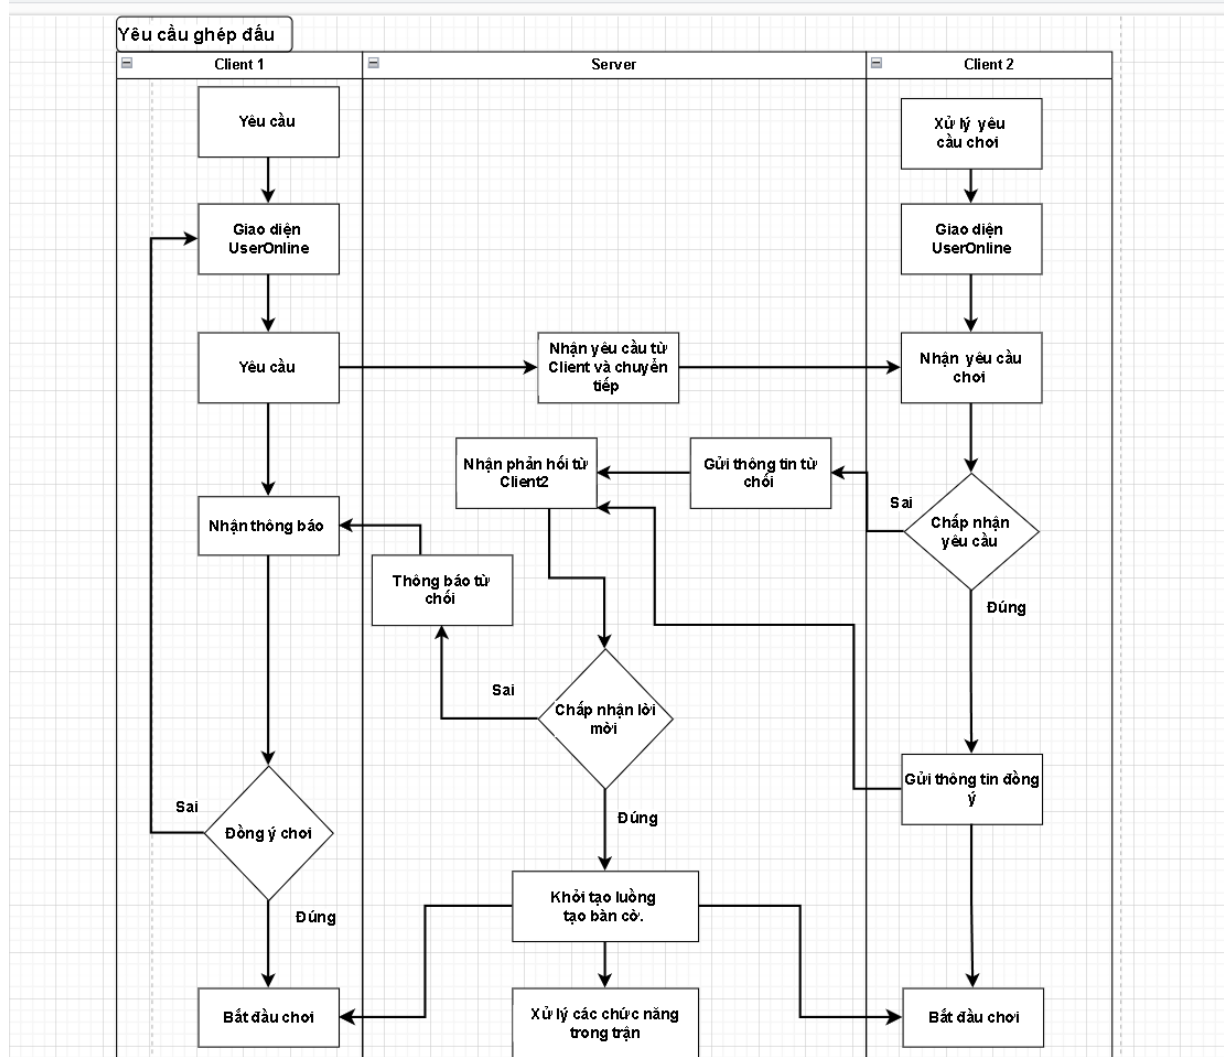 Yêu cầu ghép đấu
Client 1
Server
Client 2
Yêu cầu
Xử lý yêu
cầu chơi
Giao diện
UserOnline
Giao diện
UserOnline
Yêu cầu
Nhận yêu cầu từ
Client và chuyển
tiếp
Nhận yêu cầu
chơi
Nhận phản hối từ
Client2
Gửi thông tin từ
chối
Sai
Chấp nhận
yêu cầu
Nhận thông báo
Thông báo từ
chối
Đúng
Sai
Chấp nhận lời
mời
Gửi thông tin đồng
ý
Sai
Đồng ý chơi
Đúng
Khỏi tạo luồng
tạo bàn cờ.
Đúng
Bắt đầu chơi
Xử lý các chức năng
trong trận
Bắt đầu chơi